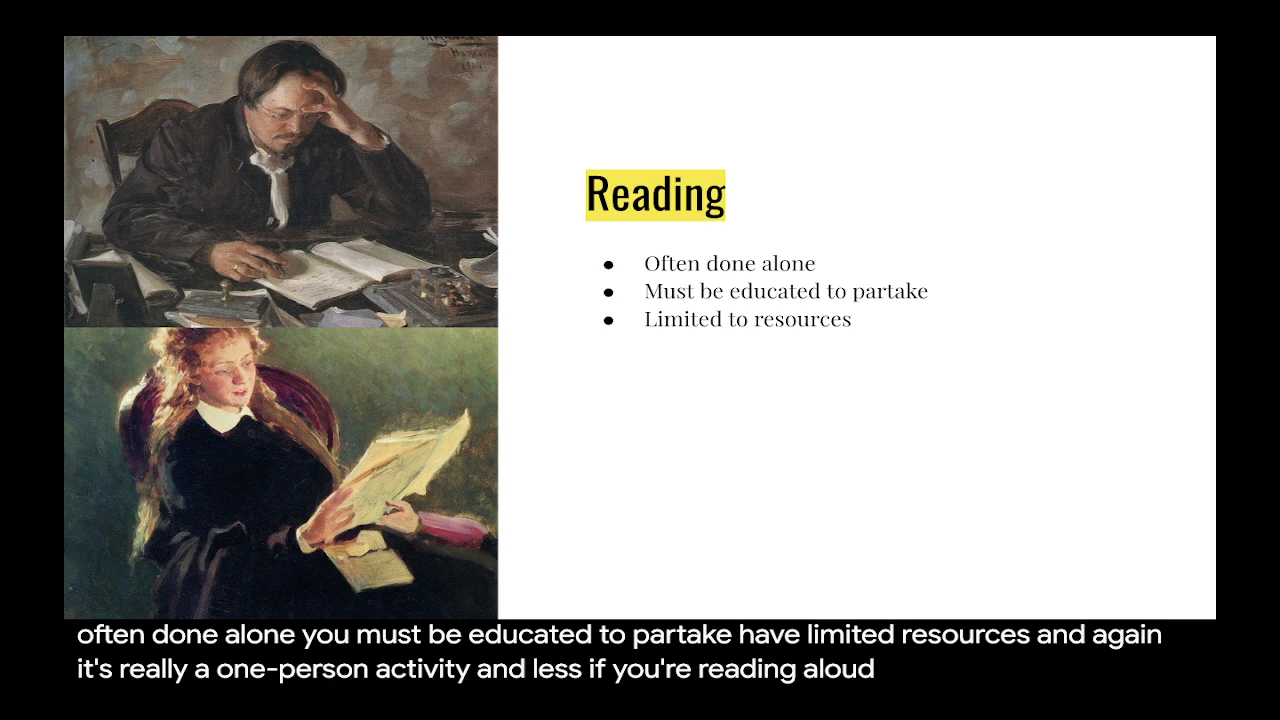 Reading
● Often done alone
● Must be educated to partake
● Limited to resources
often done alone you must be educated to partake have limited resources and again
it's really a one-person activity and less if you're reading aloud